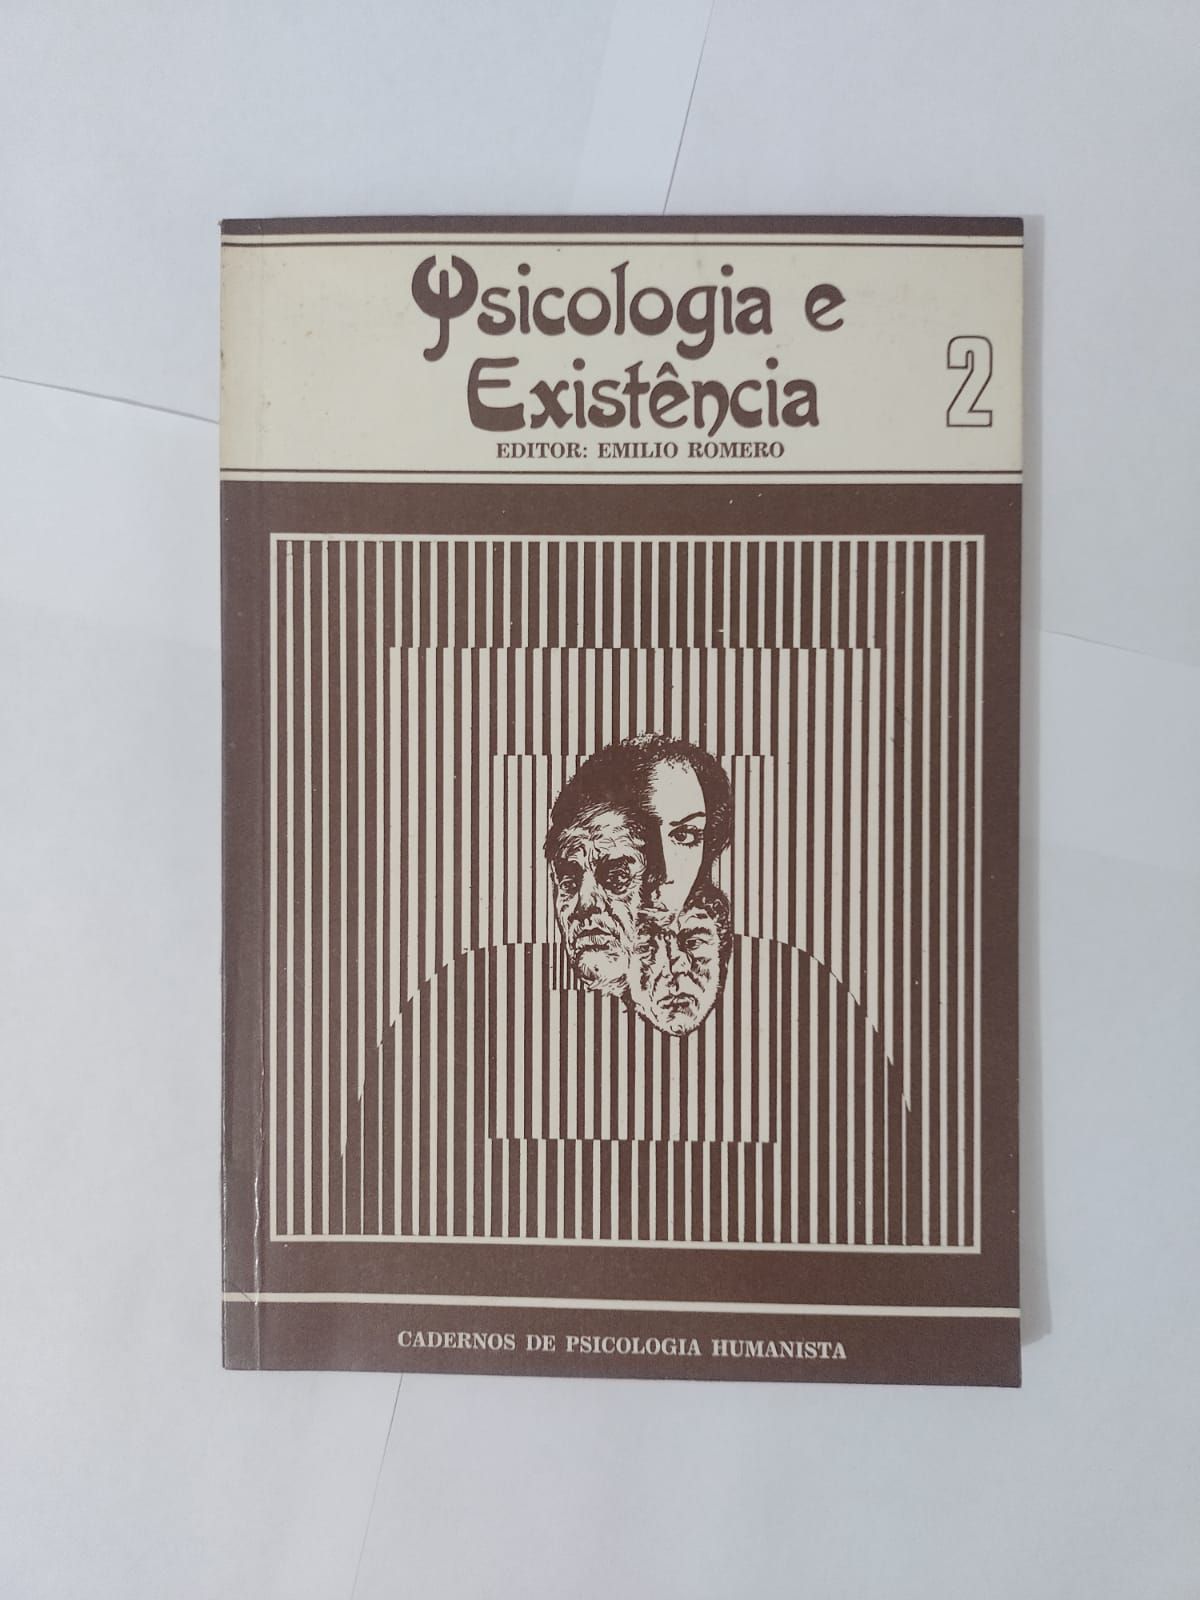 Psicologia e
Existência
2
EDITOR: EMILIO ROMERO
CADERNOS DE PSICOLOGIA HUMANISTA